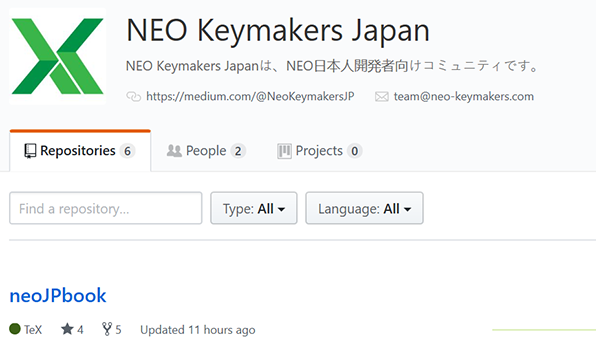 NEO Keymakers Japan
NEO Keymakers Japanは、NEO日本人開発者向けコミュニティです。
https://medium.com/@NeoKeymakersJP team@neo-keymakers.com
Repositories 6 People 2 Projects 0
Find a repository... Type: All Language: All
neoJPbook
TeX 4 5 Updated 11 hours ago